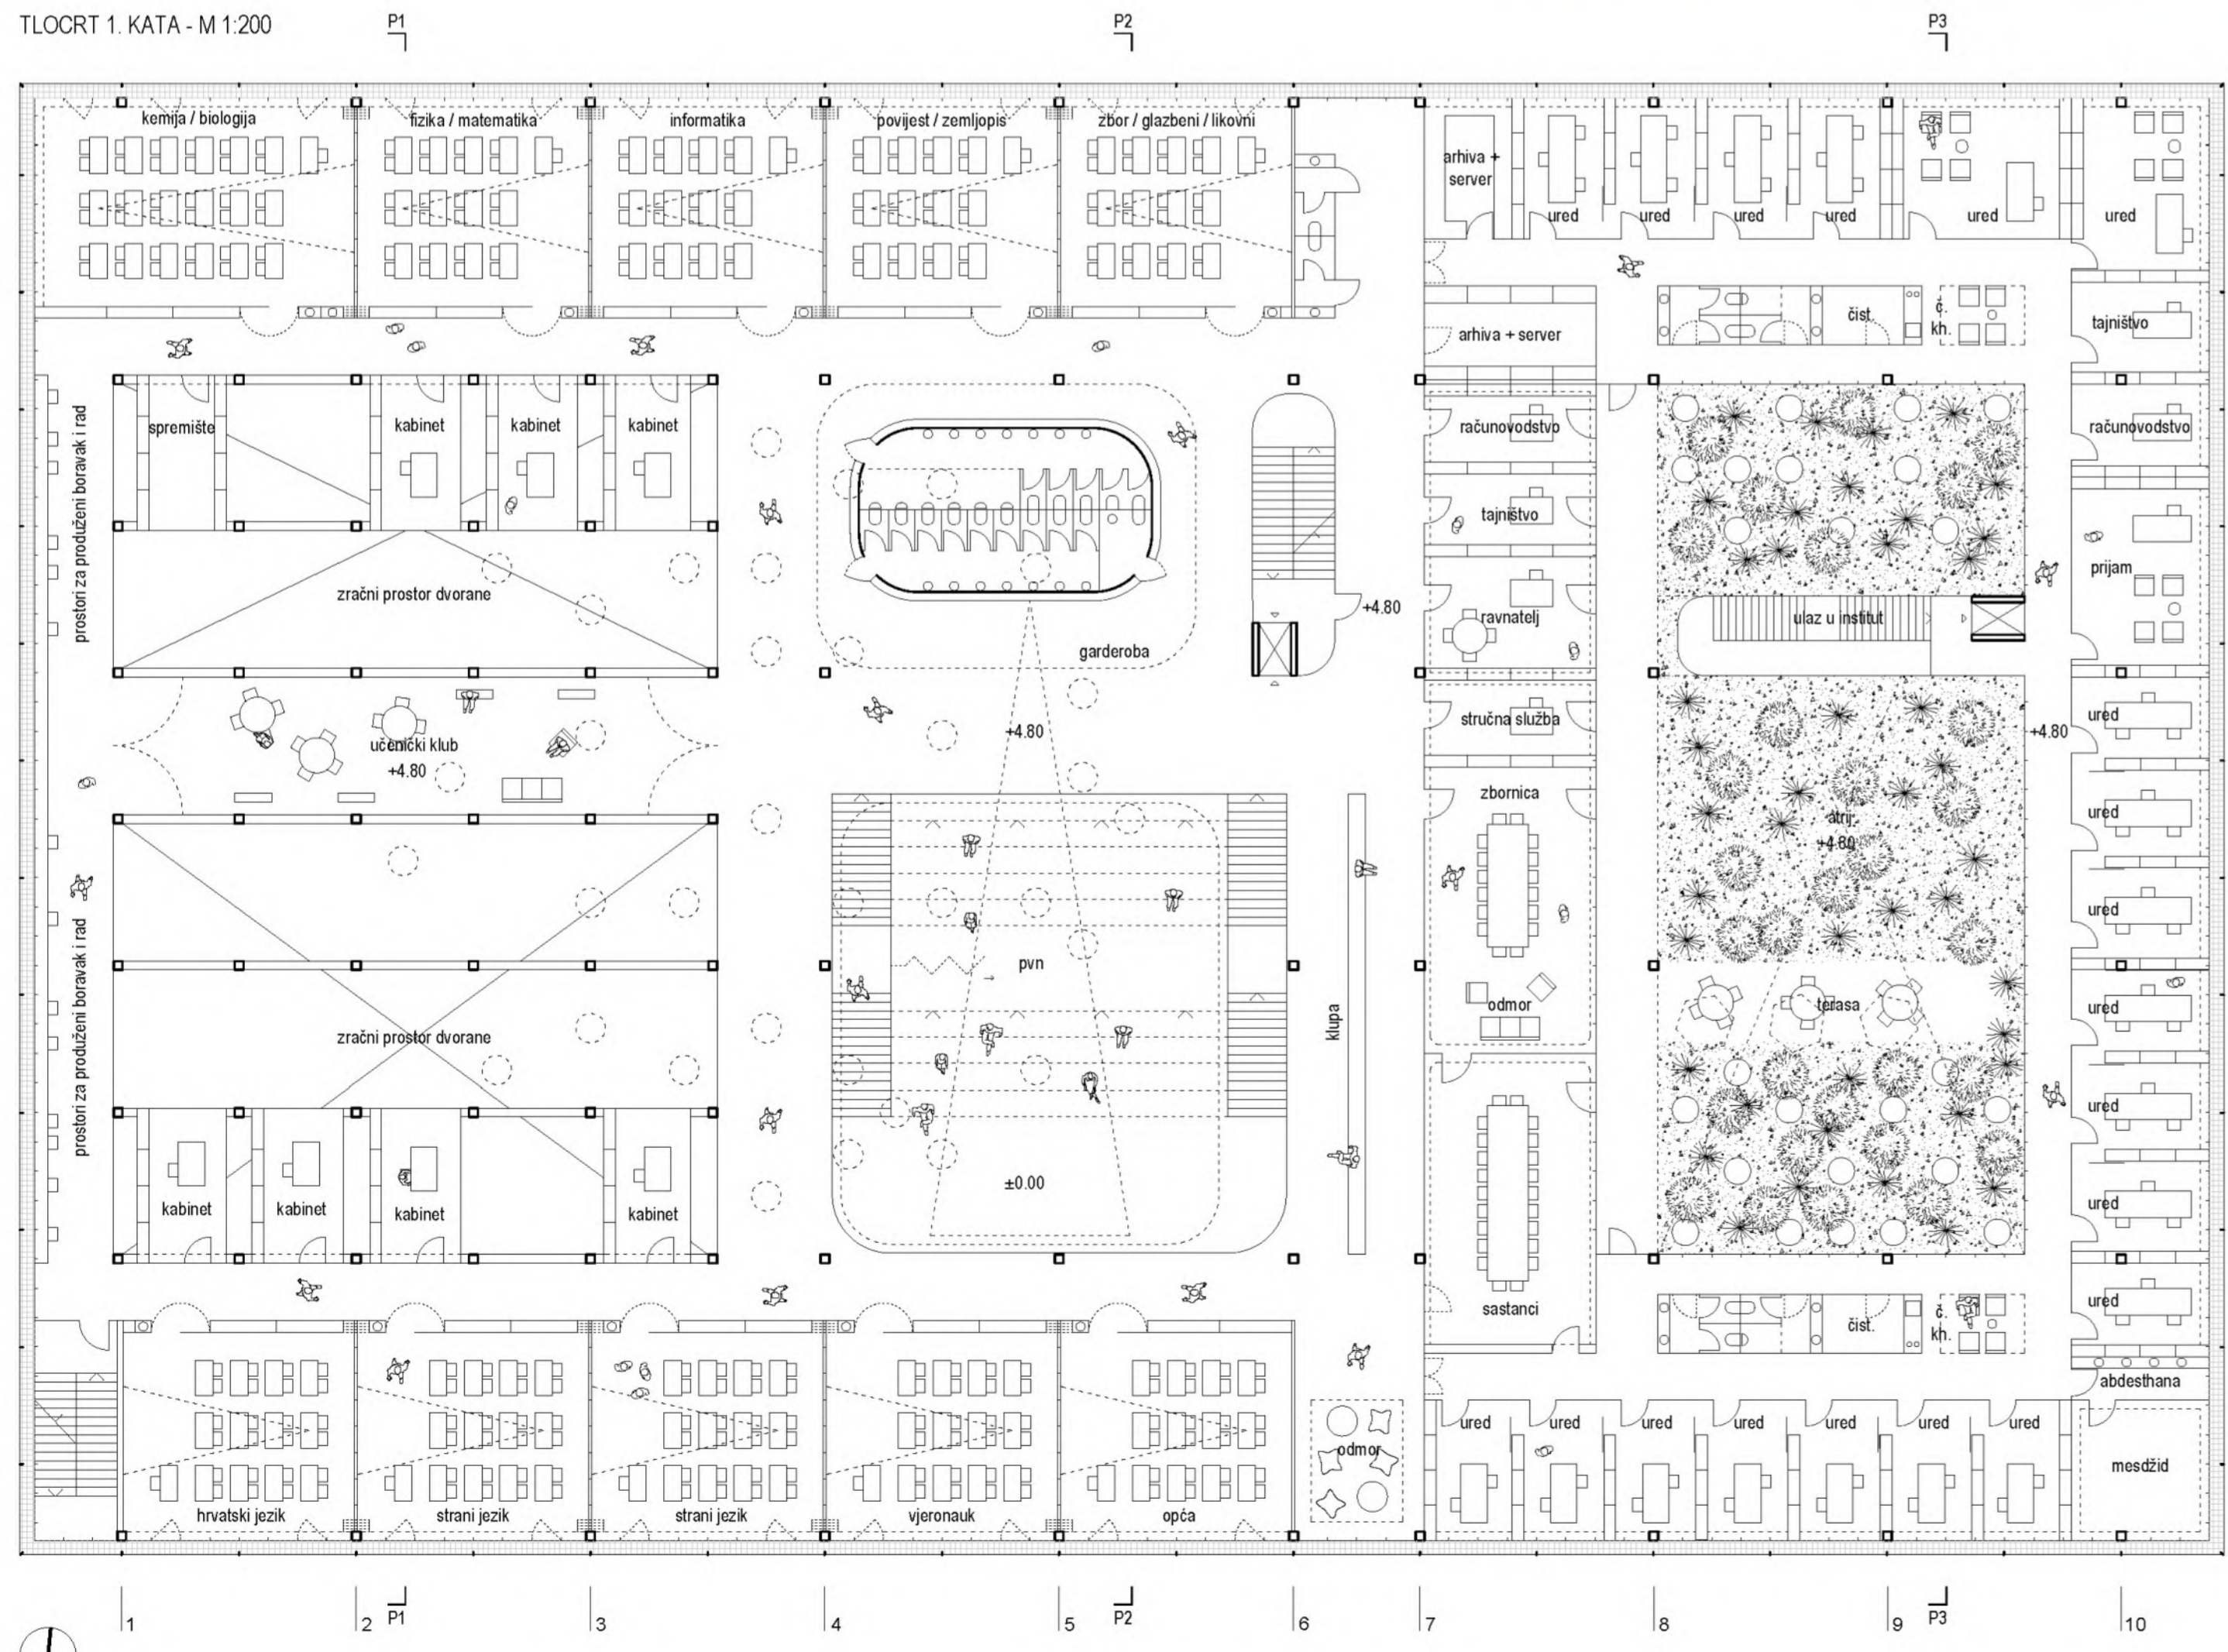 TLOCRT 1. KATA - M 1:200
P1
P2
P3
kemija / biologija
fizika / matematika
informatika
povijest / zemljopis
zbor / glazbeni / likovni
arhiva +
server
ured
ured
ured
ured
ured
ured
arhiva + server
čist.
č.
kh.
tajništvo
prostori za produženi boravak i rad
spremište
kabinet
kabinet
kabinet
računovodstvo
računovodstvo
tajništvo
prijam
zračni prostor dvorane
garderoba
+4.80
ravnatelj
ulaz u institut
učenički klub
+4.80
+4.80
stručna služba
+4.80
ured
zbornica
atrij
+4.80
ured
ured
prostori za produženi boravak i rad
zračni prostor dvorane
pvn
klupa
odmor
terasa
ured
ured
ured
kabinet
kabinet
kabinet
kabinet
±0.00
sastanci
čist.
č.
kh.
ured
abdesthana
hrvatski jezik
strani jezik
strani jezik
vjeronauk
opća
odmor
ured
ured
ured
ured
ured
ured
ured
mesdžid
1
2
P1
3
4
5
P2
6
7
8
9
P3
10